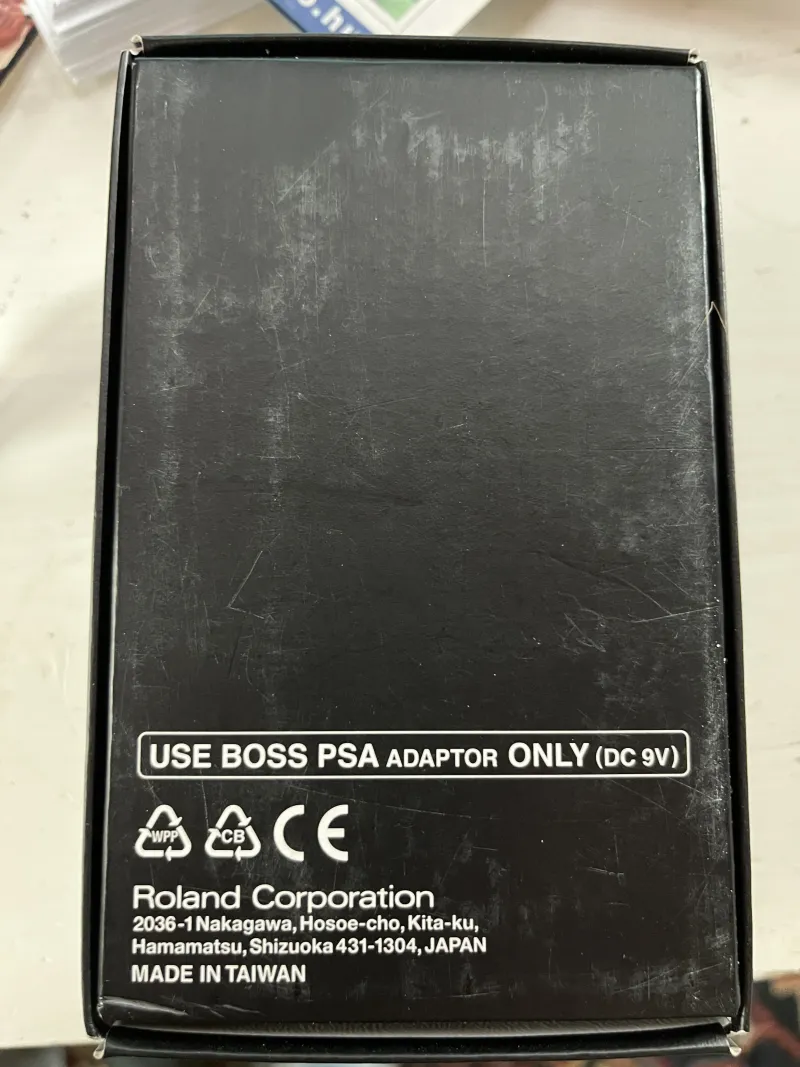 o.hu
USE BOSS PSA ADAPTOR ONLY (DC 9V)
WPP CB CE
Roland Corporation
2036-1 Nakagawa, Hosoe-cho, Kita-ku,
Hamamatsu, Shizuoka 431-1304, JAPAN
MADE IN TAIWAN